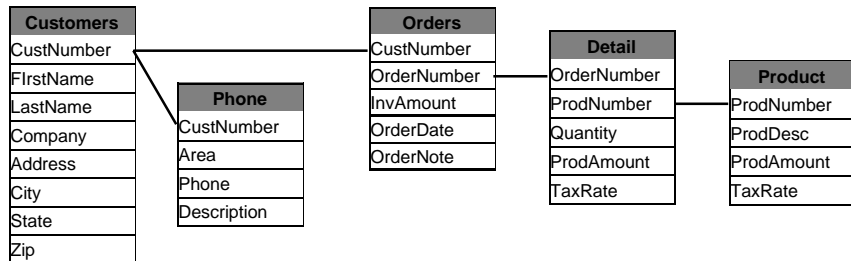 Customers
CustNumber
FIrstName
LastName
Company
Address
City
State
Zip
Phone
CustNumber
Area
Phone
Description
Orders
CustNumber
OrderNumber
InvAmount
OrderDate
OrderNote
Detail
OrderNumber
ProdNumber
Quantity
ProdAmount
TaxRate
Product
ProdNumber
ProdDesc
ProdAmount
TaxRate